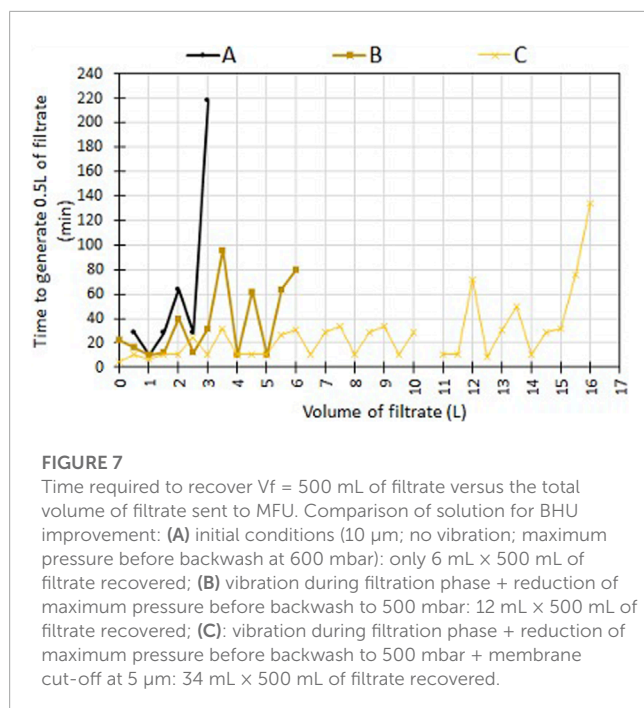 A B C
240
220
200
180
160
140
120
100
80
60
40
20
0
Time to generate 0.5L of filtrate
(min)
0 1 2 3 4 5 6 7 8 9 10 11 12 13 14 15 16 17
Volume of filtrate (L)
FIGURE 7
Time required to recover Vf = 500 mL of filtrate versus the total
volume of filtrate sent to MFU. Comparison of solution for BHU
improvement: (A) initial conditions (10 μm; no vibration; maximum
pressure before backwash at 600 mbar): only 6 mL × 500 mL of
filtrate recovered; (B) vibration during filtration phase + reduction of
maximum pressure before backwash to 500 mbar: 12 mL × 500 mL of
filtrate recovered; (C): vibration during filtration phase + reduction of
maximum pressure before backwash to 500 mbar + membrane
cut-off at 5 μm: 34 mL × 500 mL of filtrate recovered.